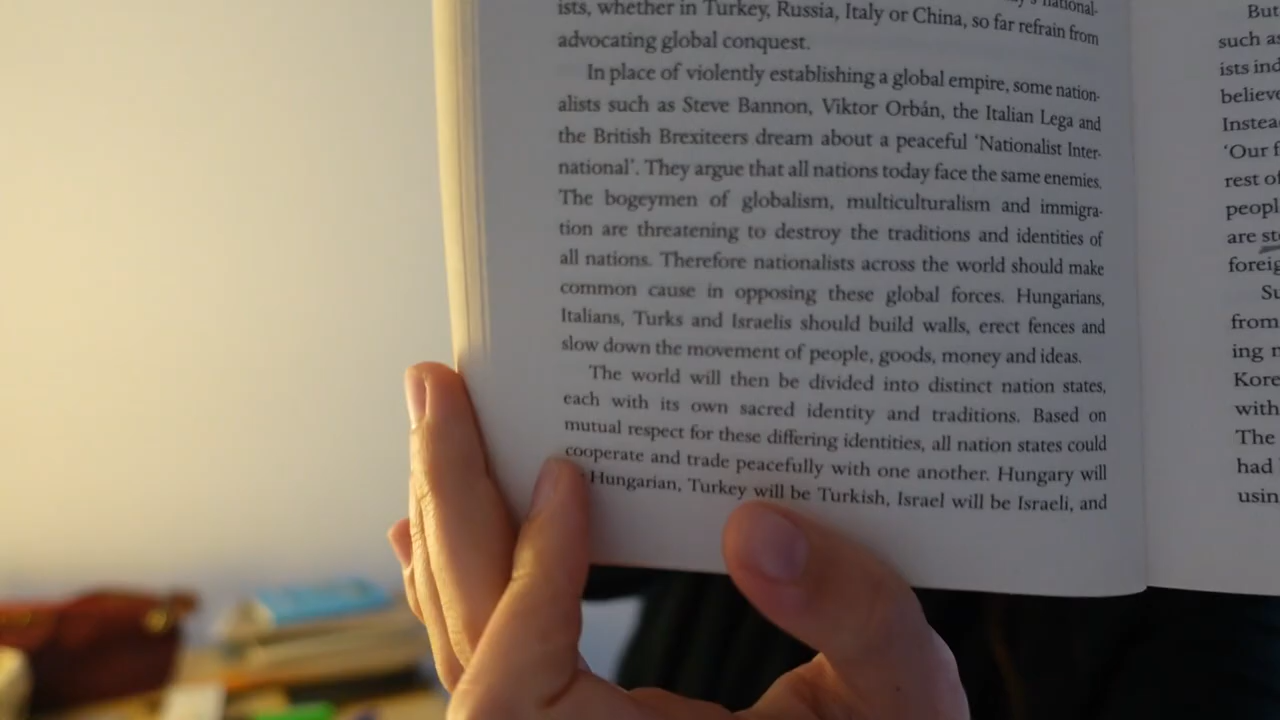 national-
ists, whether in Turkey, Russia, Italy or China, so far refrain from
advocating global conquest.
In place of violently establishing a global empire, some nation-
alists such as Steve Bannon, Viktor Orbán, the Italian Lega and
the British Brexiteers dream about a peaceful ‘Nationalist Inter-
national’. They argue that all nations today face the same enemies.
The bogeymen of globalism, multiculturalism and immigra-
tion are threatening to destroy the traditions and identities of
all nations. Therefore nationalists across the world should make
common cause in opposing these global forces. Hungarians,
Italians, Turks and Israelis should build walls, erect fences and
slow down the movement of people, goods, money and ideas.
The world will then be divided into distinct nation states,
each with its own sacred identity and traditions. Based on
mutual respect for these differing identities, all nation states could
cooperate and trade peacefully with one another. Hungary will
Hungarian, Turkey will be Turkish, Israel will be Israeli, and
But
such as
ists ind
believe
Instea
‘Our f
rest of
peopl
are st
foreig
Su
from
ing
Kore
with
The
had
usin